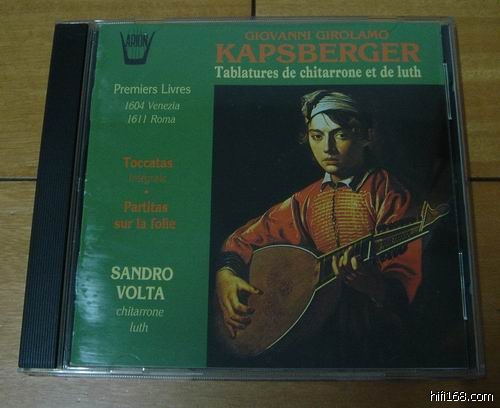 ARION
GIOVANNI GIROLAMO
KAPSBERGER
Tablatures de chitarrone et de luth
Premiers Livres
1604 Venezia
1611 Roma
Toccatas
Intégrale
•
Partitas
sur la folie
SANDRO
VOLTA
chitarrone
luth
hifi168.com